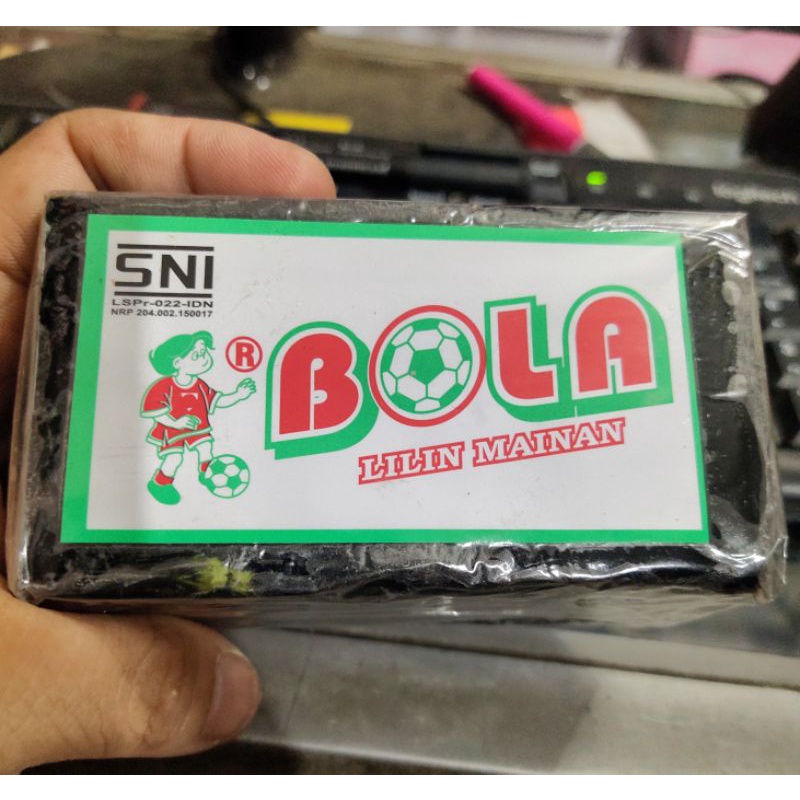 SNI
LSPr-022-IDN
NRP 204.002.150017
® BOLA
LILIN MAINAN